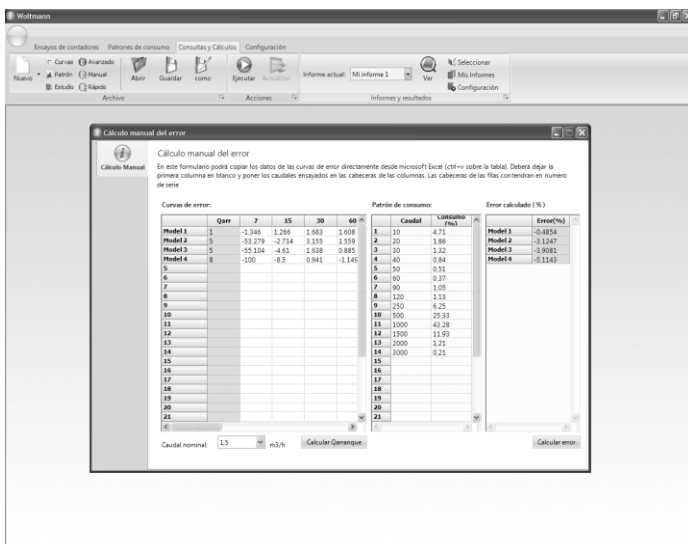 Woltmann
Ensayos de contadores Patrones de consumo Consultas y Cálculos Configuración
Nuevo
Curvas Avanzado
Patrón Manual
Estudio Rápido
Abrir Guardar como
Archivo
Ejecutar Actualizar
Acciones
Informe actual: Mi informe 1
Ver
Seleccionar
Mis Informes
Configuración
Informes y resultados
Cálculo manual del error
Cálculo Manual
Cálculo manual del error
En este formulario podrá copiar los datos de las curvas de error directamente desde microsoft Excel (ctrl+v sobre la tabla). Deberá dejar la
primera columna en blanco y poner los caudales ensayados en las cabeceras de las columnas. Las cabeceras de las filas contendran en numero
de serie
Curvas de error:
Qarr 7 15 30 60
Model 1 1 -1.346 1.266 1.683 1.608
Model 2 5 -53.279 -2.714 3.155 1.559
Model 3 5 -55.104 -4.61 1.638 0.885
Model 4 8 -100 -8.5 0.941 -1.149
5
6
7
8
9
10
11
12
13
14
15
16
17
18
19
20
21
Patrón de consumo:
Caudal Consumo (%)
1 10 4.71
2 20 1.86
3 30 1.32
4 40 0.84
5 50 0.51
6 60 0.37
7 90 1.05
8 120 1.13
9 250 6.25
10 500 25.33
11 1000 43.28
12 1500 11.93
13 2000 1.21
14 3000 0.21
15
16
17
18
19
20
21
Error calculado (%)
Error(%)
Model 1 -0.4854
Model 2 -3.1247
Model 3 -3.9081
Model 4 -5.1143
Caudal nominal: 1,5 m3/h Calcular Qarranque
Calcular error